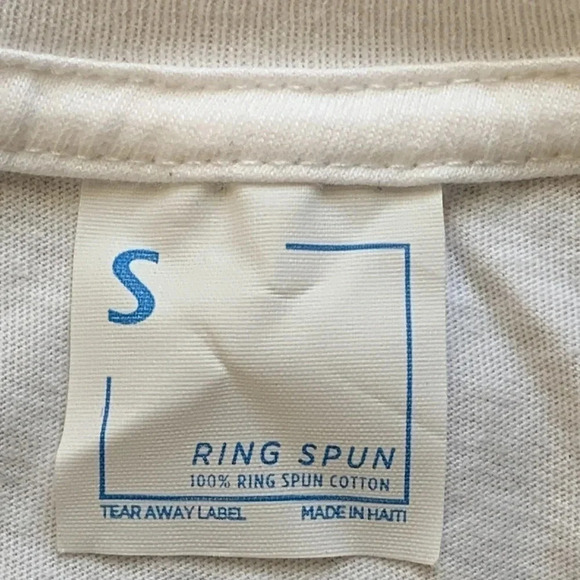 S
RING SPUN
100% RING SPUN COTTON
TEAR AWAY LABEL MADE IN HAITI